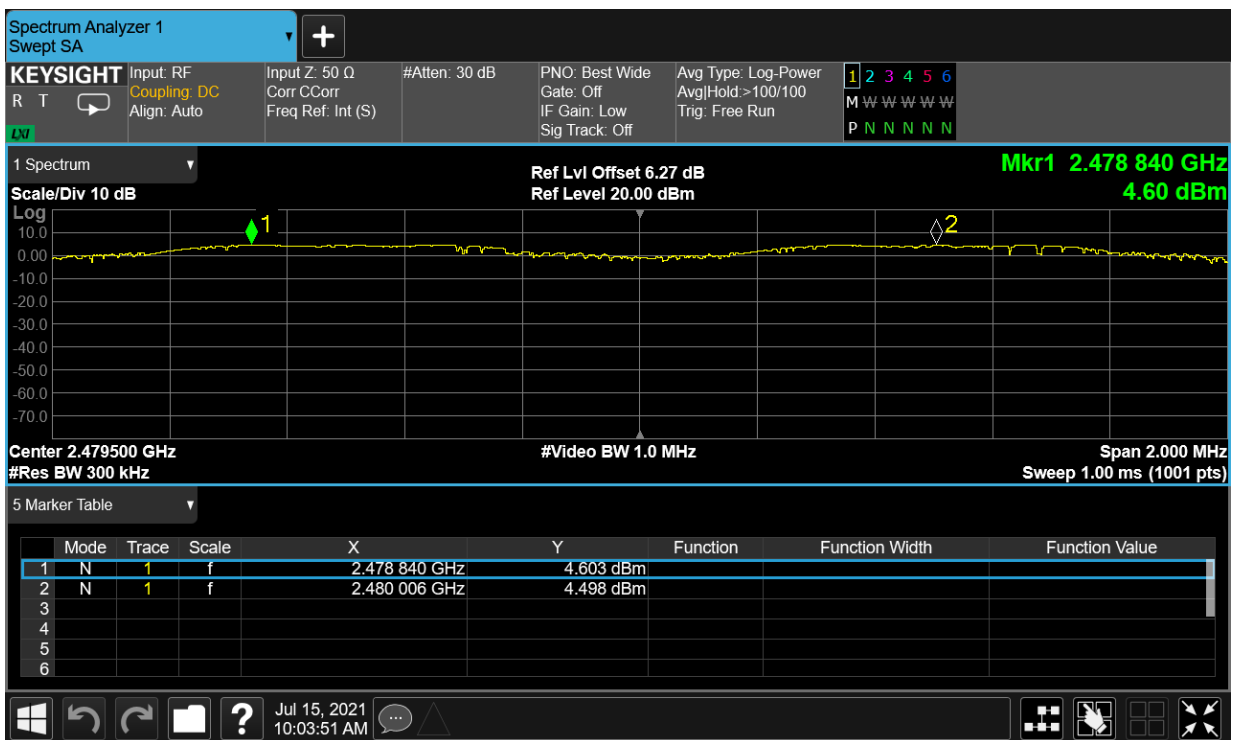 Spectrum Analyzer 1
Swept SA
KEYSIGHT
R T
LXI
Input: RF
Coupling: DC
Align: Auto
Input Z: 50 Ω
Corr CCorr
Freq Ref: Int (S)
#Atten: 30 dB
PNO: Best Wide
Gate: Off
IF Gain: Low
Sig Track: Off
Avg Type: Log-Power
Avg|Hold:>100/100
Trig: Free Run
1 2 3 4 5 6
M W W W W W
P N N N N N
1 Spectrum
Scale/Div 10 dB
Ref Lvl Offset 6.27 dB
Ref Level 20.00 dBm
Mkr1 2.478 840 GHz
4.60 dBm
Log
1
2
10.0
0.00
-10.0
-20.0
-30.0
-40.0
-50.0
-60.0
-70.0
Center 2.479500 GHz
#Video BW 1.0 MHz
Span 2.000 MHz
#Res BW 300 kHz
Sweep 1.00 ms (1001 pts)
5 Marker Table
Mode Trace Scale X Y Function Function Width Function Value
1 N 1 f 2.478 840 GHz 4.603 dBm
2 N 1 f 2.480 006 GHz 4.498 dBm
3
4
5
6
?
Jul 15, 2021
10:03:51 AM